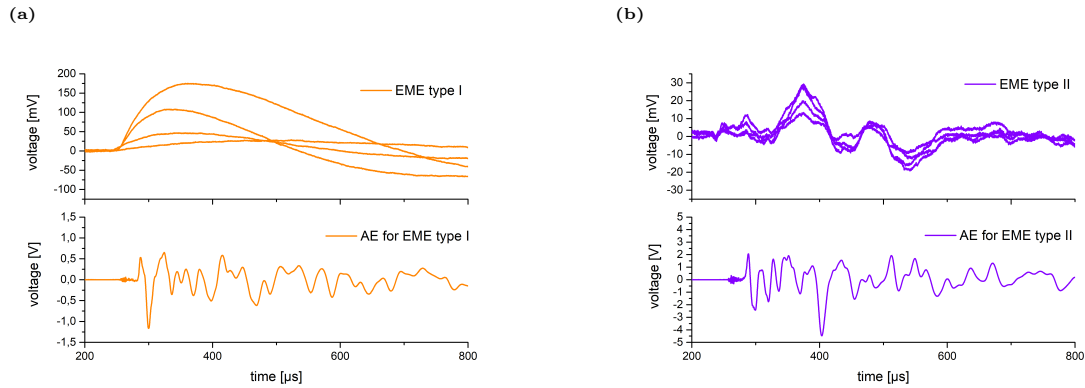 (a)
voltage [mV]
200
150
100
50
0
-50
-100
EME type I
voltage [V]
1,5
1,0
0,5
0,0
-0,5
-1,0
-1,5
AE for EME type I
200 400 600 800
time [µs]
(b)
voltage [mV]
30
20
10
0
-10
-20
-30
EME type II
voltage [V]
5
4
3
2
1
0
-1
-2
-3
-4
-5
AE for EME type II
200 400 600 800
time [µs]